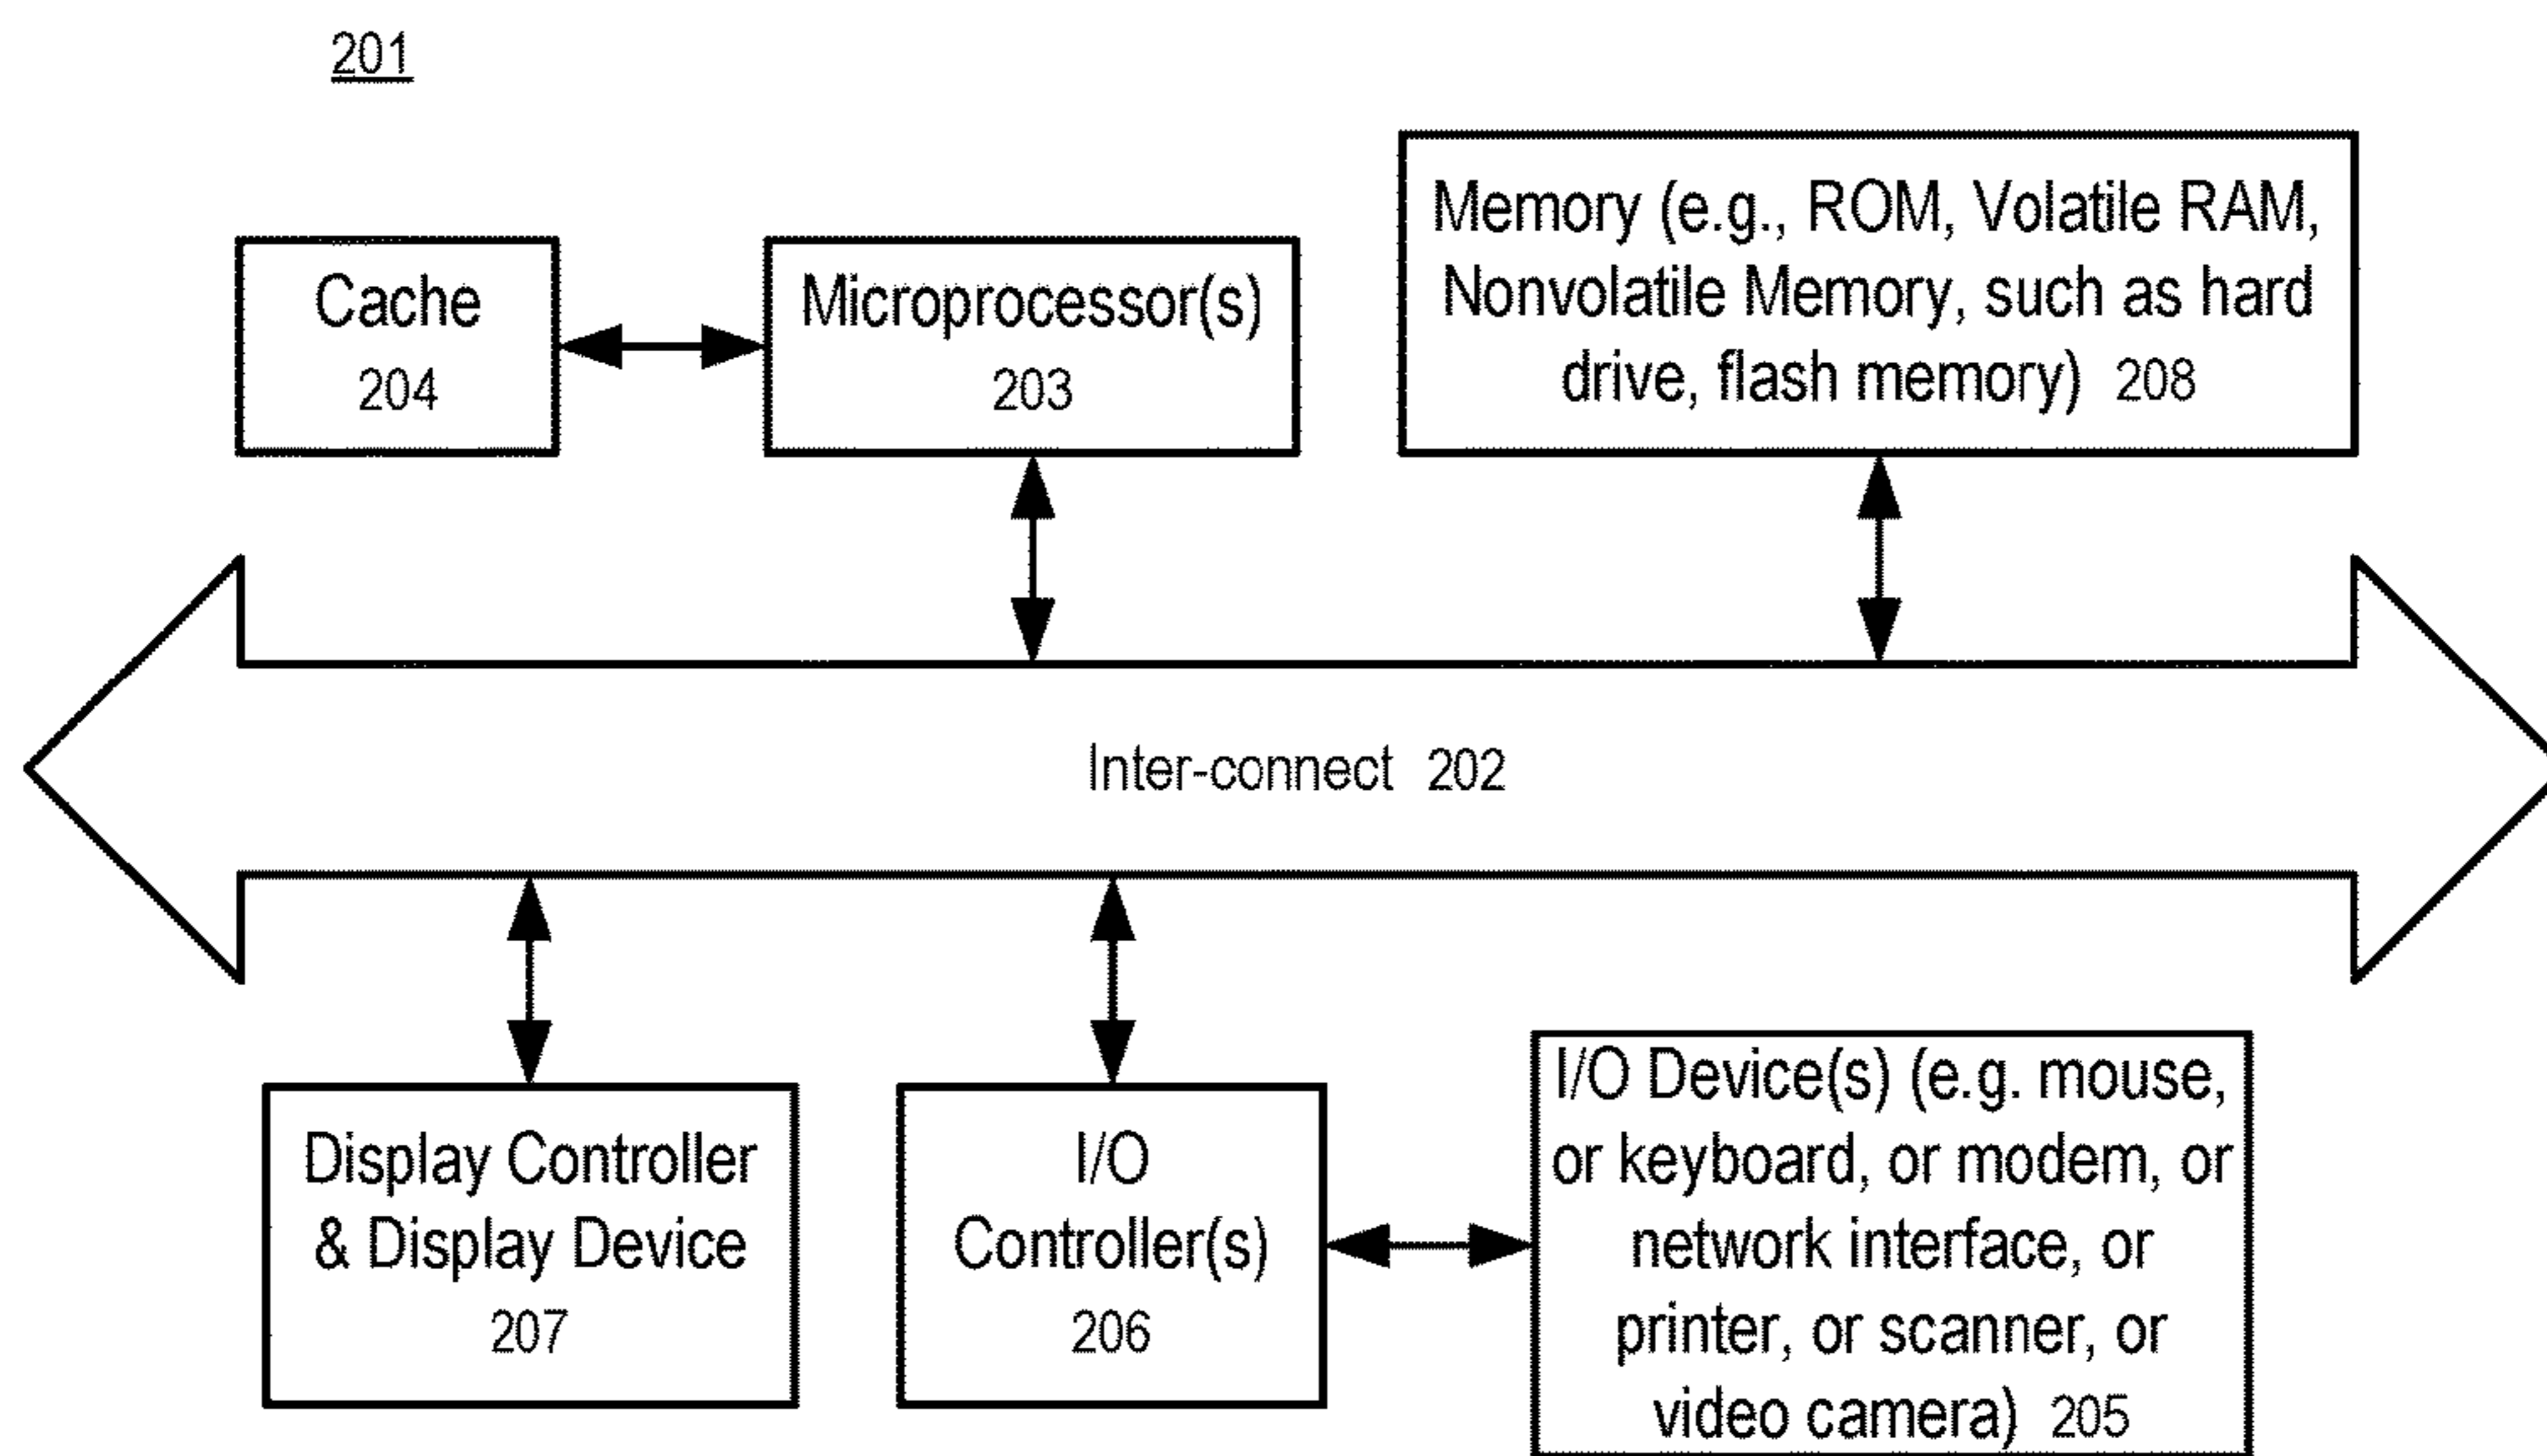 201
Cache
204
Microprocessor(s)
203
Memory (e.g., ROM, Volatile RAM,
Nonvolatile Memory, such as hard
drive, flash memory) 208
Inter-connect 202
Display Controller
& Display Device
207
I/O
Controller(s)
206
I/O Device(s) (e.g. mouse,
or keyboard, or modem, or
network interface, or
printer, or scanner, or
video camera) 205